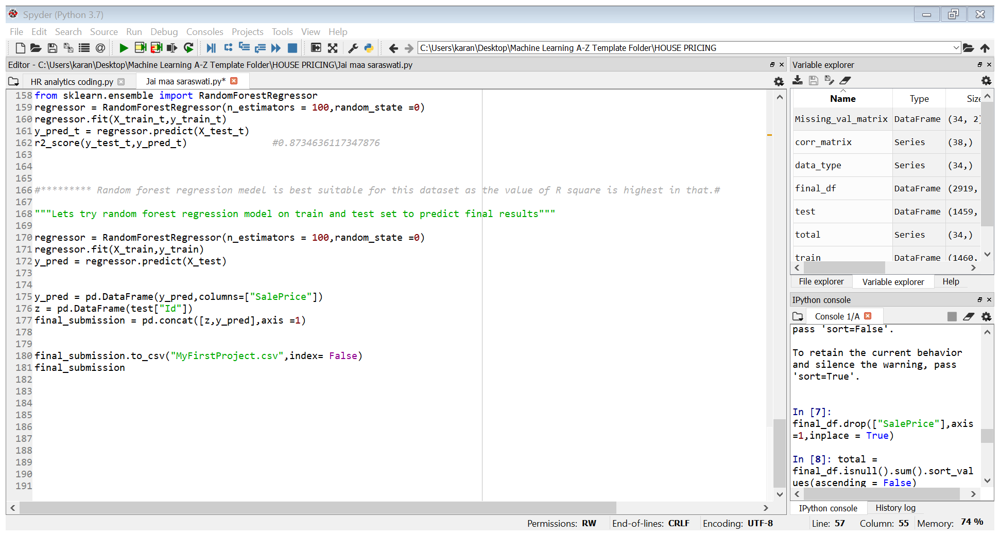 Spyder (Python 3.7)
File Edit Search Source Run Debug Consoles Projects Tools View Help
C:\Users\karan\Desktop\Machine Learning A-Z Template Folder\HOUSE PRICING
Editor - C:\Users\karan\Desktop\Machine Learning A-Z Template Folder\HOUSE PRICING\Jai maa saraswati.py
HR analytics coding.py Jai maa saraswati.py*
158 from sklearn.ensemble import RandomForestRegressor
159 regressor = RandomForestRegressor(n_estimators = 100,random_state =0)
160 regressor.fit(X_train_t,y_train_t)
161 y_pred_t = regressor.predict(X_test_t)
162 r2_score(y_test_t,y_pred_t) #0.8734636117347876
163
164
165
166 #********* Random forest regression medel is best suitable for this dataset as the value of R square is highest in that.#
167
168 """Lets try random forest regression model on train and test set to predict final results"""
169
170 regressor = RandomForestRegressor(n_estimators = 100,random_state =0)
171 regressor.fit(X_train,y_train)
172 y_pred = regressor.predict(X_test)
173
174
175 y_pred = pd.DataFrame(y_pred,columns=["SalePrice"])
176 z = pd.DataFrame(test["Id"])
177 final_submission = pd.concat([z,y_pred],axis =1)
178
179
180 final_submission.to_csv("MyFirstProject.csv",index= False)
181 final_submission
182
183
184
185
186
187
188
189
190
191
Variable explorer
Name Type Size
Missing_val_matrix DataFrame (34, 2)
corr_matrix Series (38,)
data_type Series (34,)
final_df DataFrame (2919,
test DataFrame (1459,
total Series (34,)
train DataFrame (1460,
File explorer Variable explorer Help
IPython console
Console 1/A
pass 'sort=False'.
To retain the current behavior
and silence the warning, pass
'sort=True'.
In [7]:
final_df.drop(["SalePrice"],axis
=1,inplace = True)
In [8]: total =
final_df.isnull().sum().sort_val
ues(ascending = False)
IPython console History log
Permissions: RW End-of-lines: CRLF Encoding: UTF-8 Line: 57 Column: 55 Memory: 74 %